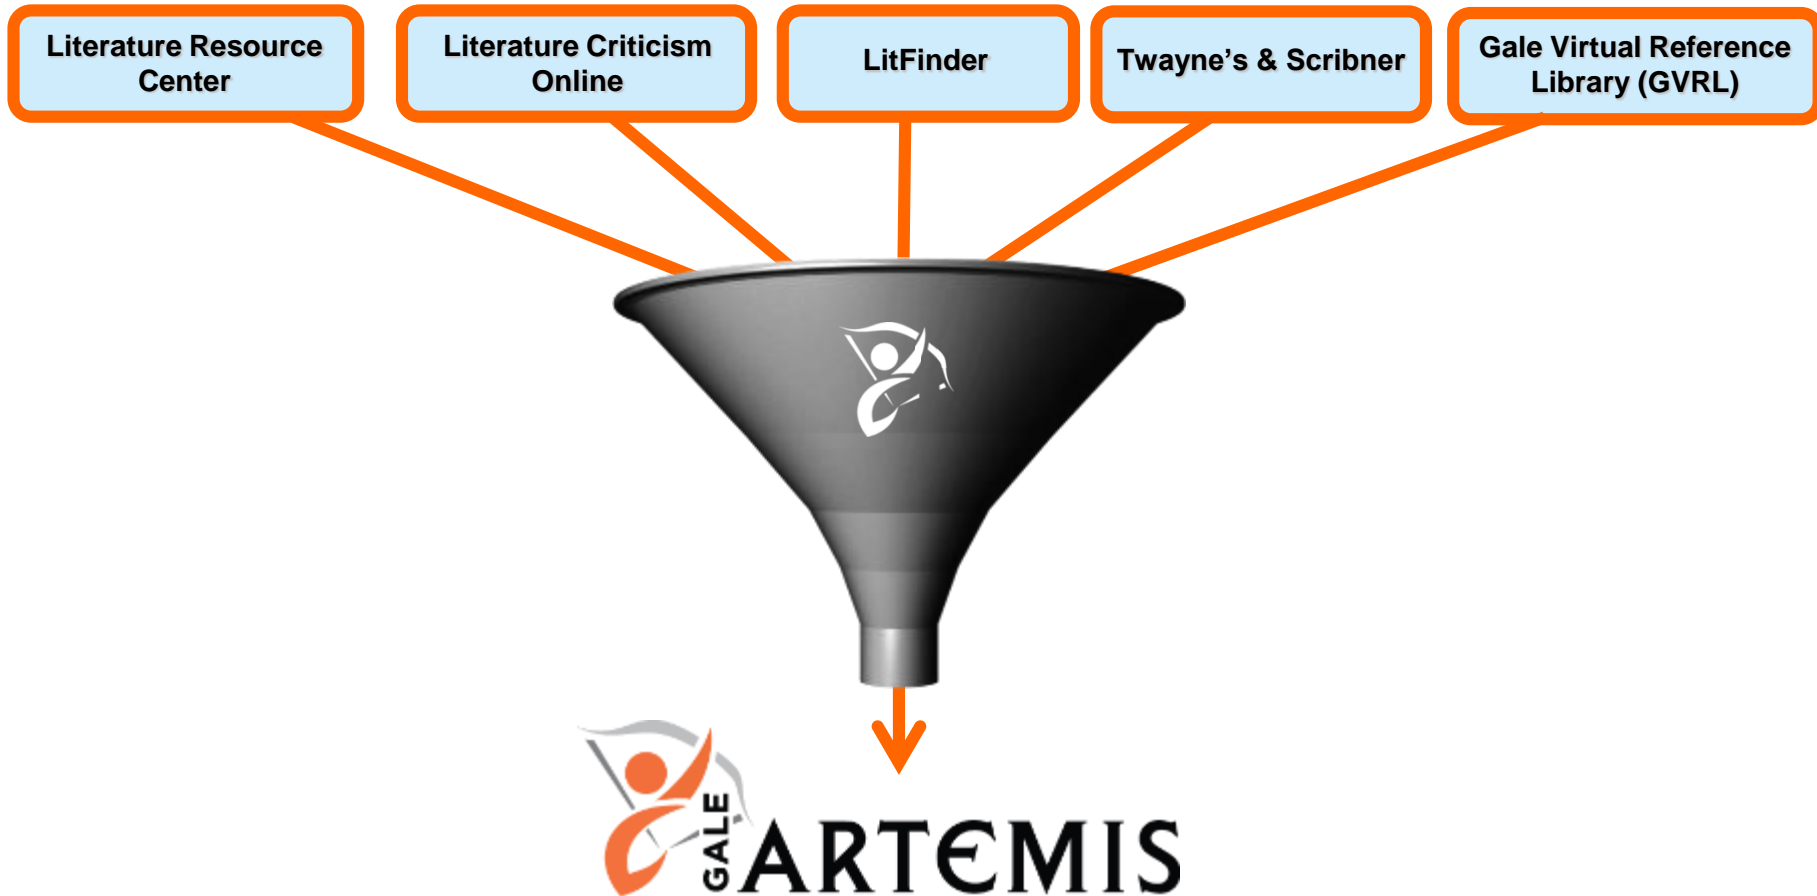 Literature Resource
Center
Literature Criticism
Online
LitFinder
Twayne’s & Scribner
Gale Virtual Reference
Library (GVRL)
GALE
ARTEMIS